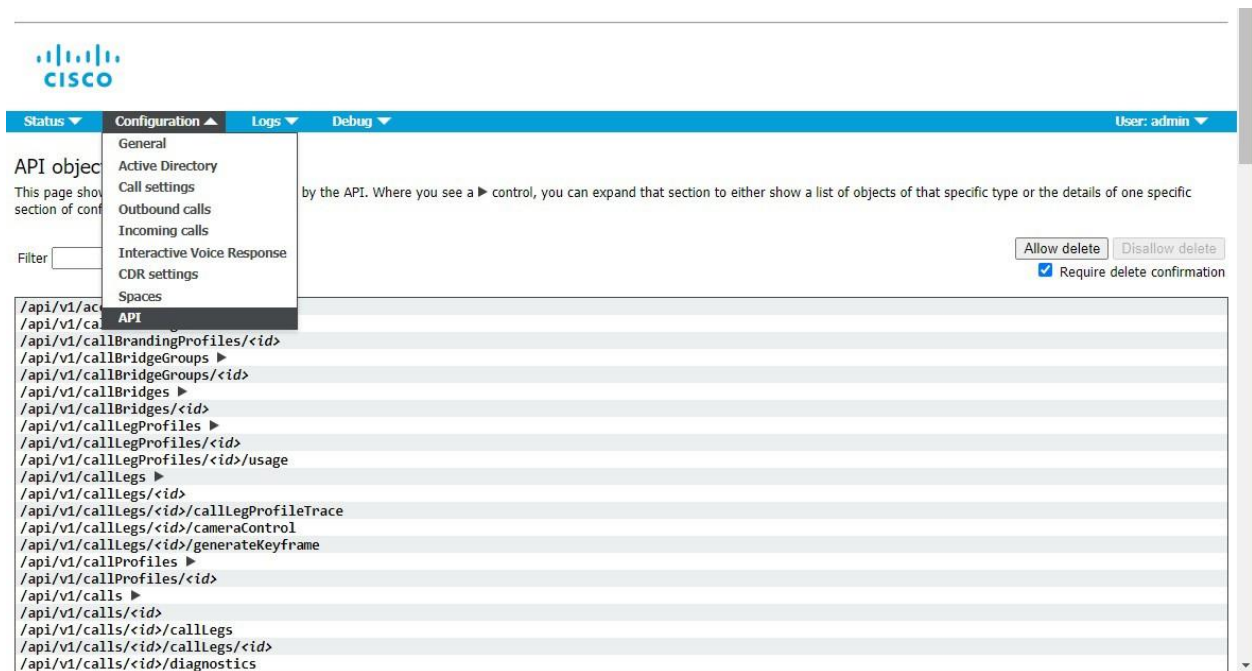 CISCO
Status Configuration Logs Debug User: admin
General
API objec Active Directory
This page show Call settings by the API. Where you see a ▶ control, you can expand that section to either show a list of objects of that specific type or the details of one specific
section of conf Outbound calls
Incoming calls
Filter Interactive Voice Response Allow delete Disallow delete
CDR settings Require delete confirmation
Spaces
/api/v1/ac
API
/api/v1/cal
/api/v1/callBrandingProfiles/<id>
/api/v1/callBridgeGroups ▶
/api/v1/callBridgeGroups/<id>
/api/v1/callBridges ▶
/api/v1/callBridges/<id>
/api/v1/callLegProfiles ▶
/api/v1/callLegProfiles/<id>
/api/v1/callLegProfiles/<id>/usage
/api/v1/callLegs ▶
/api/v1/callLegs/<id>
/api/v1/callLegs/<id>/callLegProfileTrace
/api/v1/callLegs/<id>/cameraControl
/api/v1/callLegs/<id>/generateKeyframe
/api/v1/callProfiles ▶
/api/v1/callProfiles/<id>
/api/v1/calls ▶
/api/v1/calls/<id>
/api/v1/calls/<id>/callLegs
/api/v1/calls/<id>/callLegs/<id>
/api/v1/calls/<id>/diagnostics